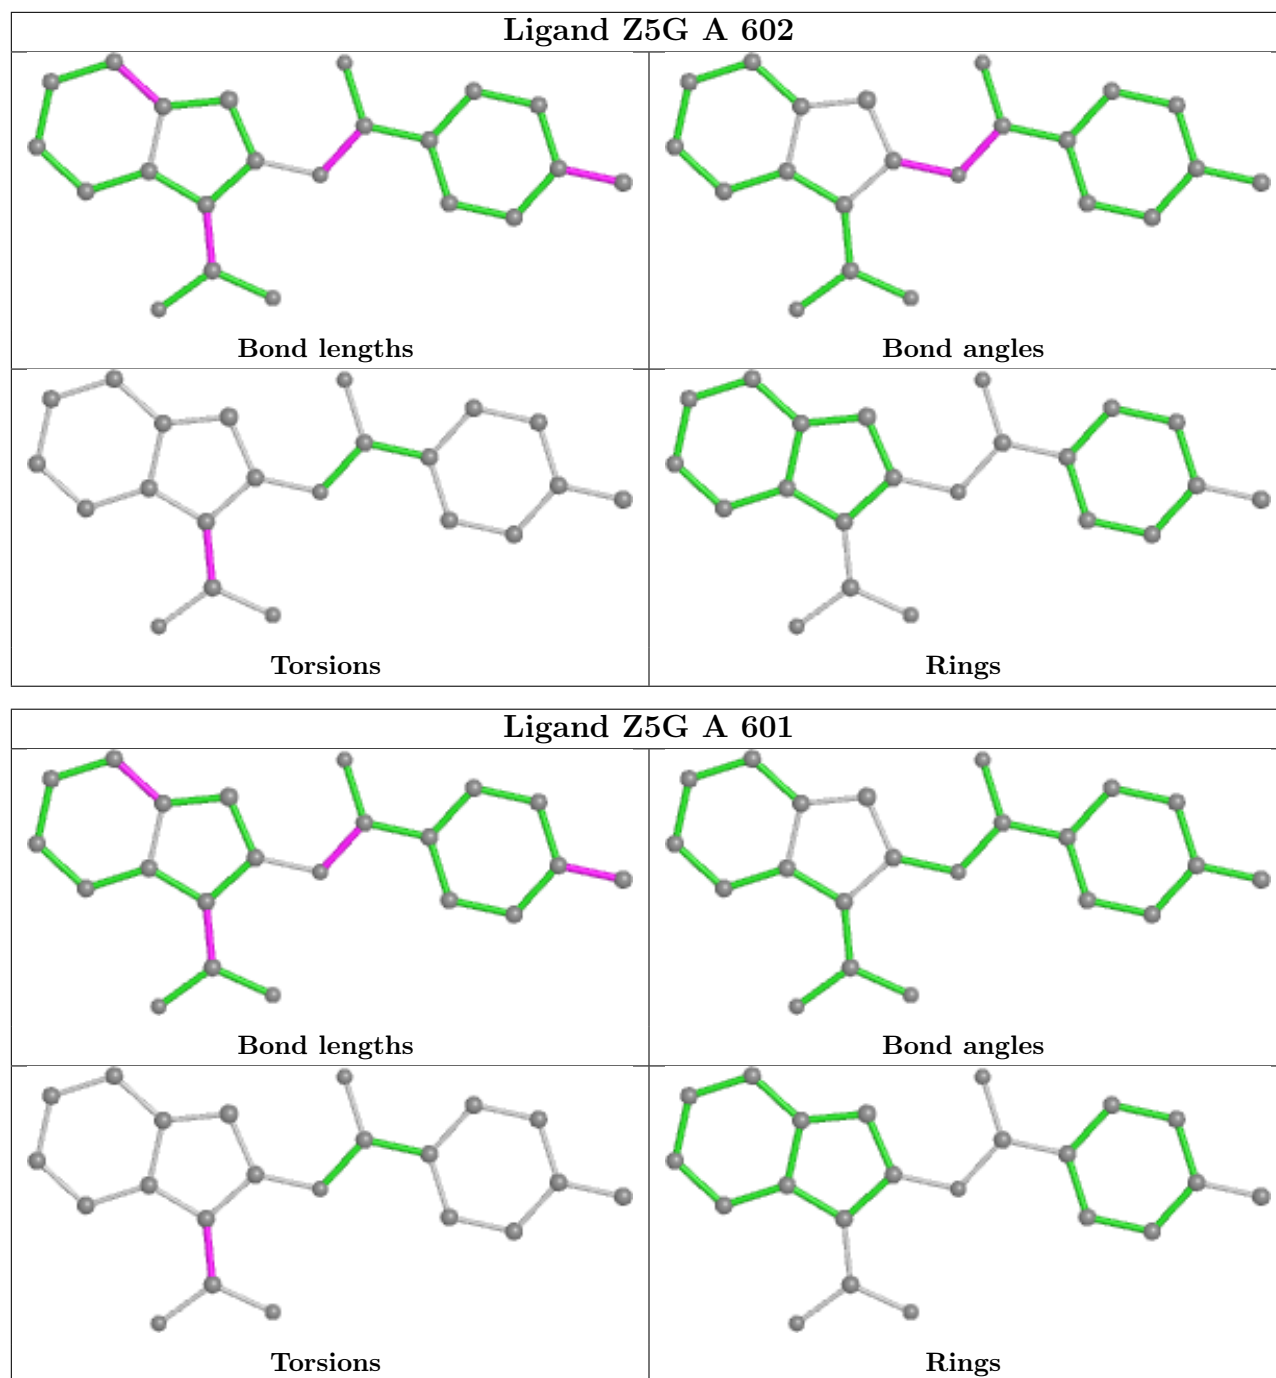 Ligand Z5G A 602
Bond lengths
Bond angles
Torsions
Rings
Ligand Z5G A 601
Bond lengths
Bond angles
Torsions
Rings